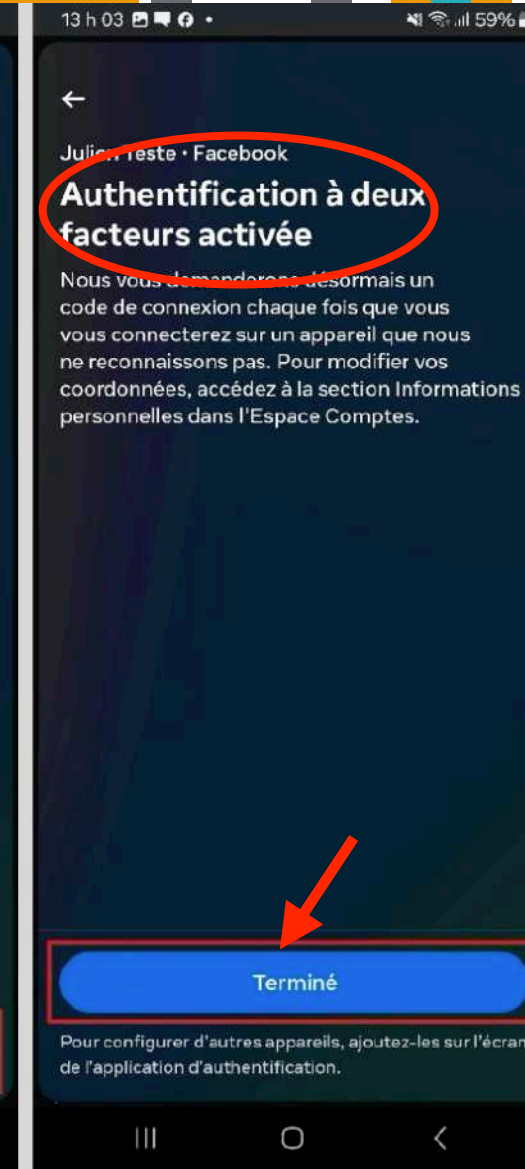 13 h 03 59%
Julien Teste • Facebook
Authentification à deux
facteurs activée
Nous vous demanderons désormais un
code de connexion chaque fois que vous
vous connecterez sur un appareil que nous
ne reconnaissons pas. Pour modifier vos
coordonnées, accédez à la section Informations
personnelles dans l'Espace Comptes.
Terminé
Pour configurer d'autres appareils, ajoutez-les sur l'écran
de l'application d'authentification.